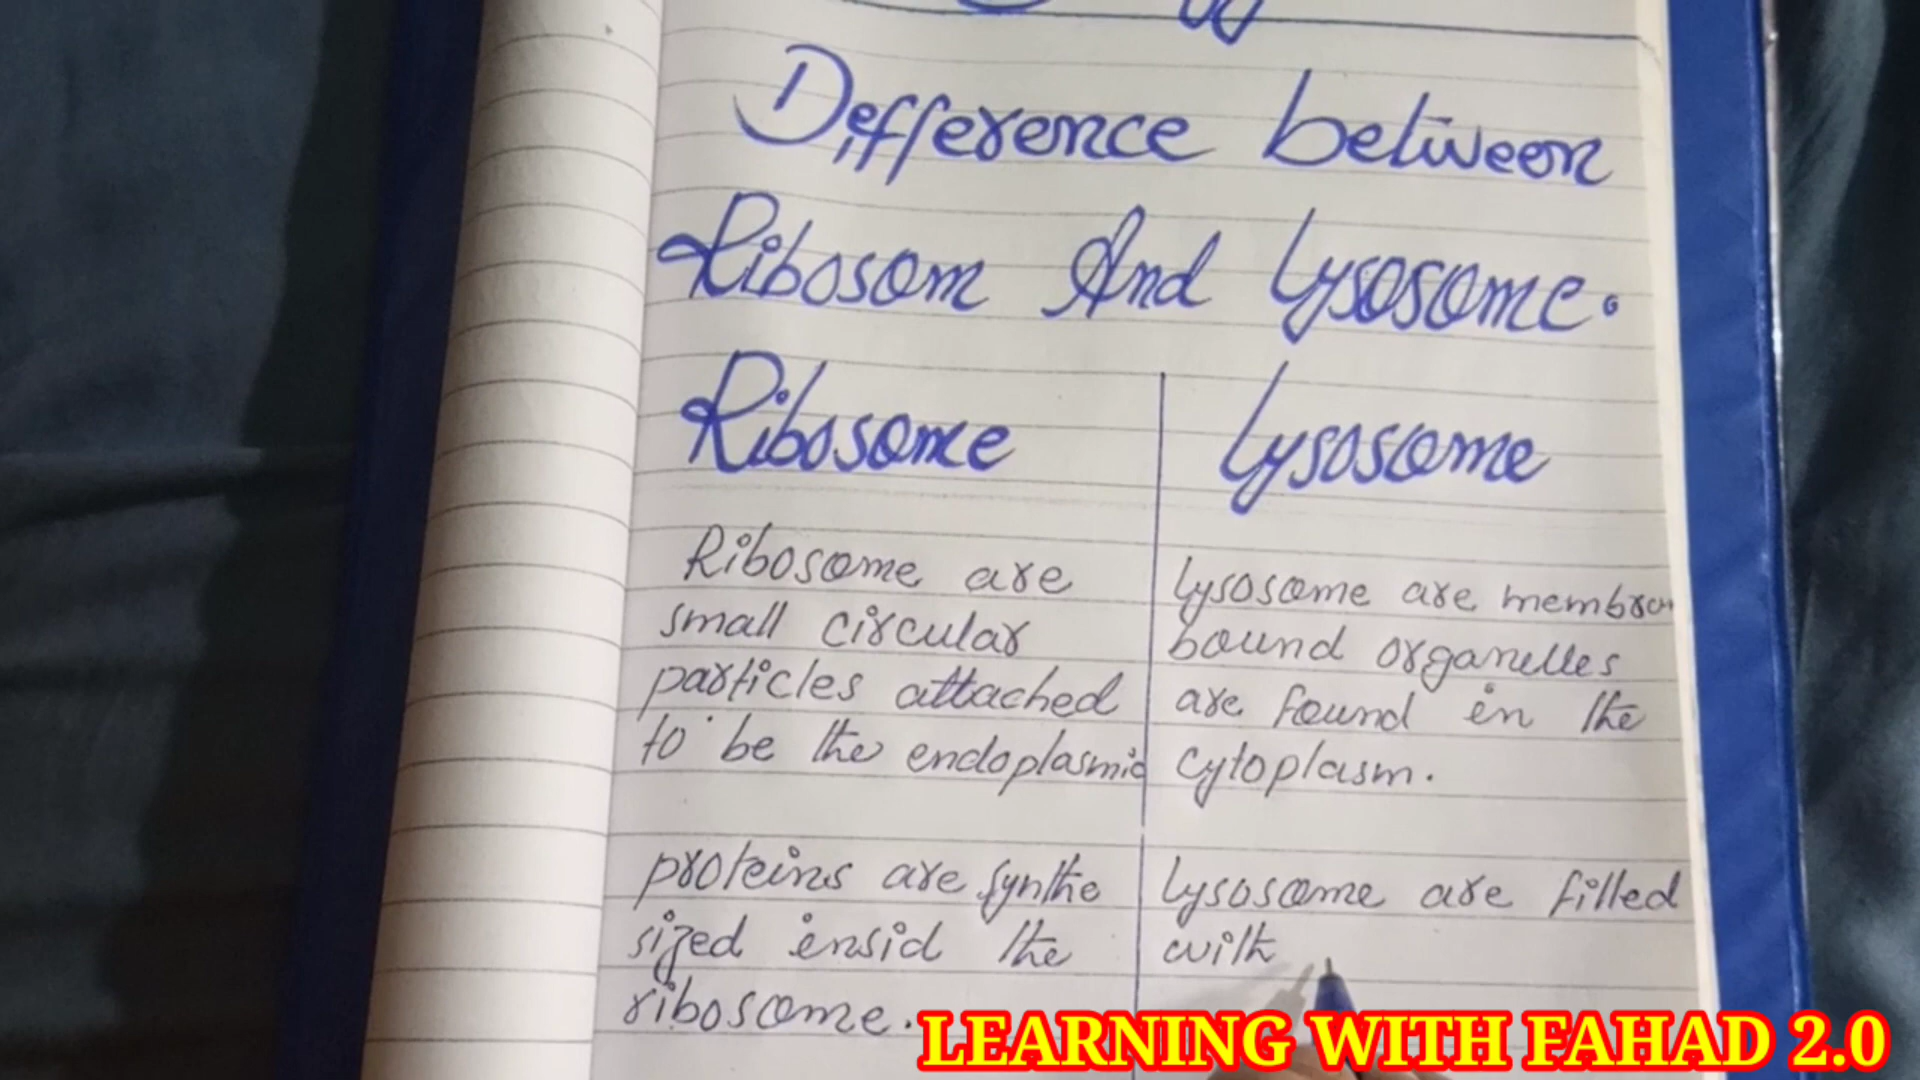 Difference between
Ribosom And Lysosome.
Ribosome
Lysosome
Ribosome are
small circular
particles attached
to be the endoplasmic
Lysosome are membran
bound organelles
are found in the
cytoplasm.
proteins are synthe
sized insid the
ribosome.
Lysosome are filled
with
LEARNING WITH FAHAD 2.0